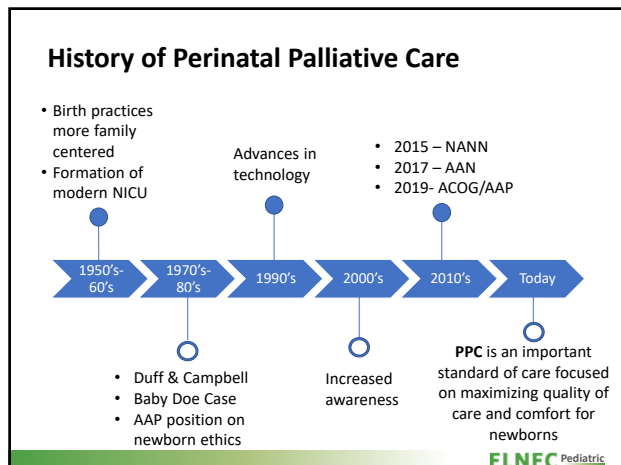 History of Perinatal Palliative Care
• Birth practices
more family
centered
• Formation of
modern NICU
Advances in
technology
• 2015 – NANN
• 2017 – AAN
• 2019- ACOG/AAP
1950's-
60's
1970's-
80's
1990's
2000's
2010's
Today
• Duff & Campbell
• Baby Doe Case
• AAP position on
newborn ethics
Increased
awareness
PPC is an important
standard of care focused
on maximizing quality of
care and comfort for
newborns
ELNEC Pediatric